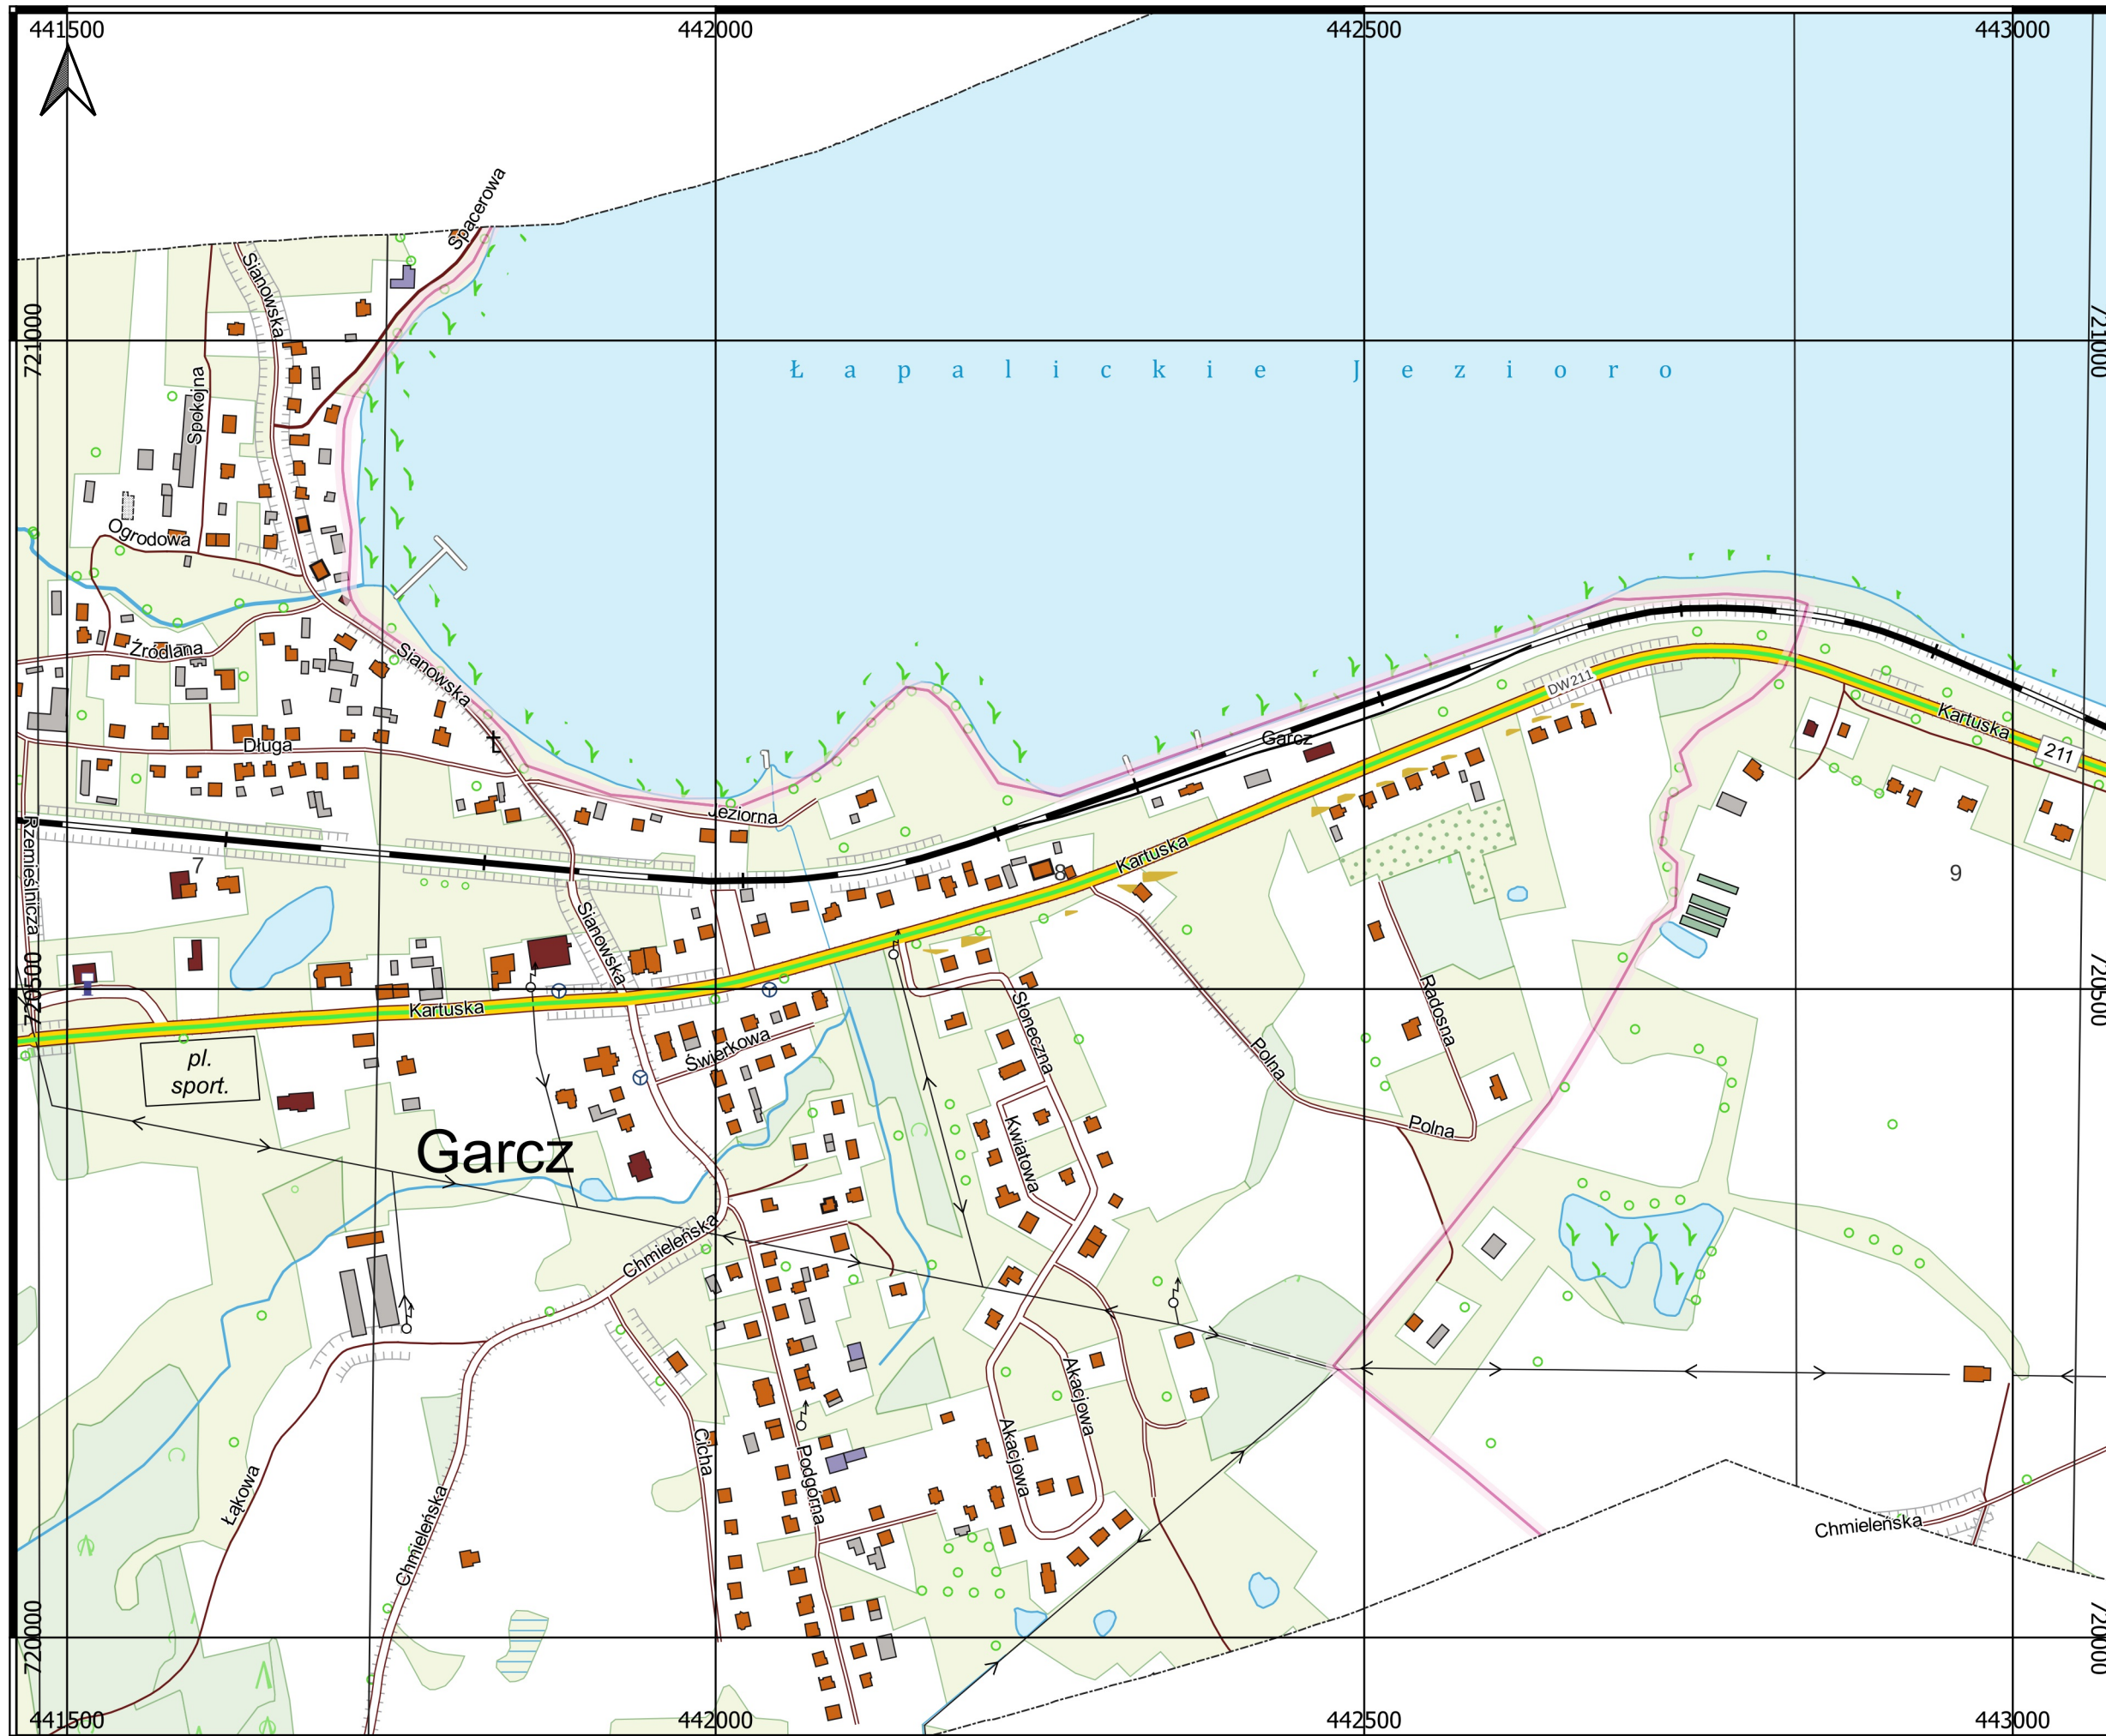 441500
442000
442500
443000
Spacerowa
Sianowska
721000
721000
Łapalickie Jezioro
Spokojna
Ogrodowa
Źródlana
Sianowska
DW211
Kartuska
Garcz
Długa
211
Jeziorna
Rzemieślnicza
7
Kartuska
8
9
Sianowska
720500
720500
Kartuska
Słoneczna
Radosna
Świerkowa
Polna
pl.
sport.
Polna
Garcz
Kwiatowa
Chmieleńska
Akacjowa
Akacjowa
Cicha
Podgórna
Łąkowa
Chmieleńska
Chmieleńska
720000
720000
441500
442000
442500
443000